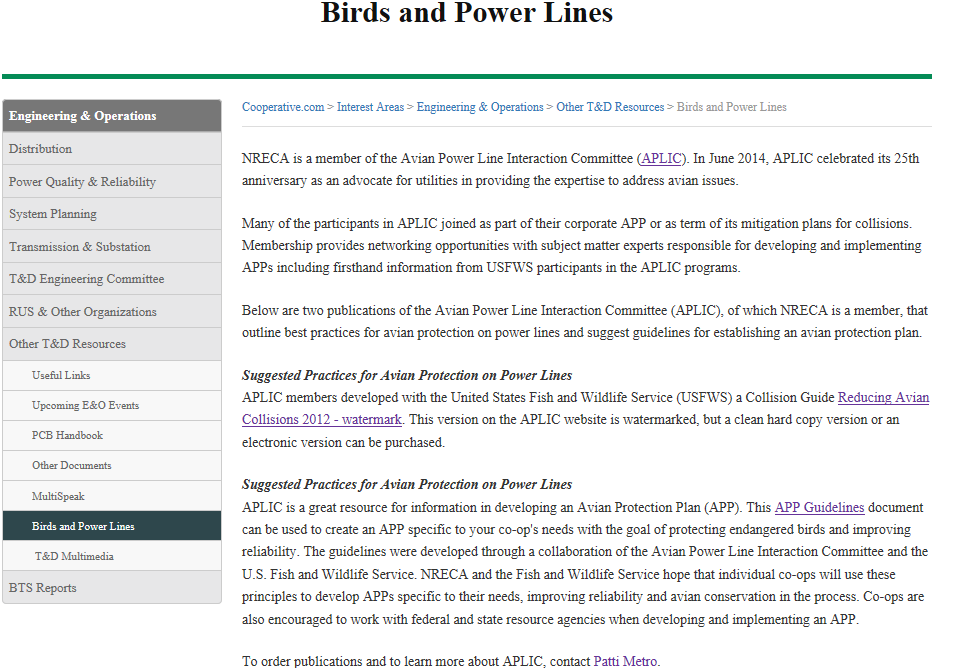 Birds and Power Lines
Engineering & Operations
Distribution
Power Quality & Reliability
System Planning
Transmission & Substation
T&D Engineering Committee
RUS & Other Organizations
Other T&D Resources
Useful Links
Upcoming E&O Events
PCB Handbook
Other Documents
MultiSpeak
Birds and Power Lines
T&D Multimedia
BTS Reports
Cooperative.com > Interest Areas > Engineering & Operations > Other T&D Resources > Birds and Power Lines
NRECA is a member of the Avian Power Line Interaction Committee (APLIC). In June 2014, APLIC celebrated its 25th
anniversary as an advocate for utilities in providing the expertise to address avian issues.
Many of the participants in APLIC joined as part of their corporate APP or as term of its mitigation plans for collisions.
Membership provides networking opportunities with subject matter experts responsible for developing and implementing
APPs including firsthand information from USFWS participants in the APLIC programs.
Below are two publications of the Avian Power Line Interaction Committee (APLIC), of which NRECA is a member, that
outline best practices for avian protection on power lines and suggest guidelines for establishing an avian protection plan.
Suggested Practices for Avian Protection on Power Lines
APLIC members developed with the United States Fish and Wildlife Service (USFWS) a Collision Guide Reducing Avian
Collisions 2012 - watermark. This version on the APLIC website is watermarked, but a clean hard copy version or an
electronic version can be purchased.
Suggested Practices for Avian Protection on Power Lines
APLIC is a great resource for information in developing an Avian Protection Plan (APP). This APP Guidelines document
can be used to create an APP specific to your co-op's needs with the goal of protecting endangered birds and improving
reliability. The guidelines were developed through a collaboration of the Avian Power Line Interaction Committee and the
U.S. Fish and Wildlife Service. NRECA and the Fish and Wildlife Service hope that individual co-ops will use these
principles to develop APPs specific to their needs, improving reliability and avian conservation in the process. Co-ops are
also encouraged to work with federal and state resource agencies when developing and implementing an APP.
To order publications and to learn more about APLIC, contact Patti Metro.